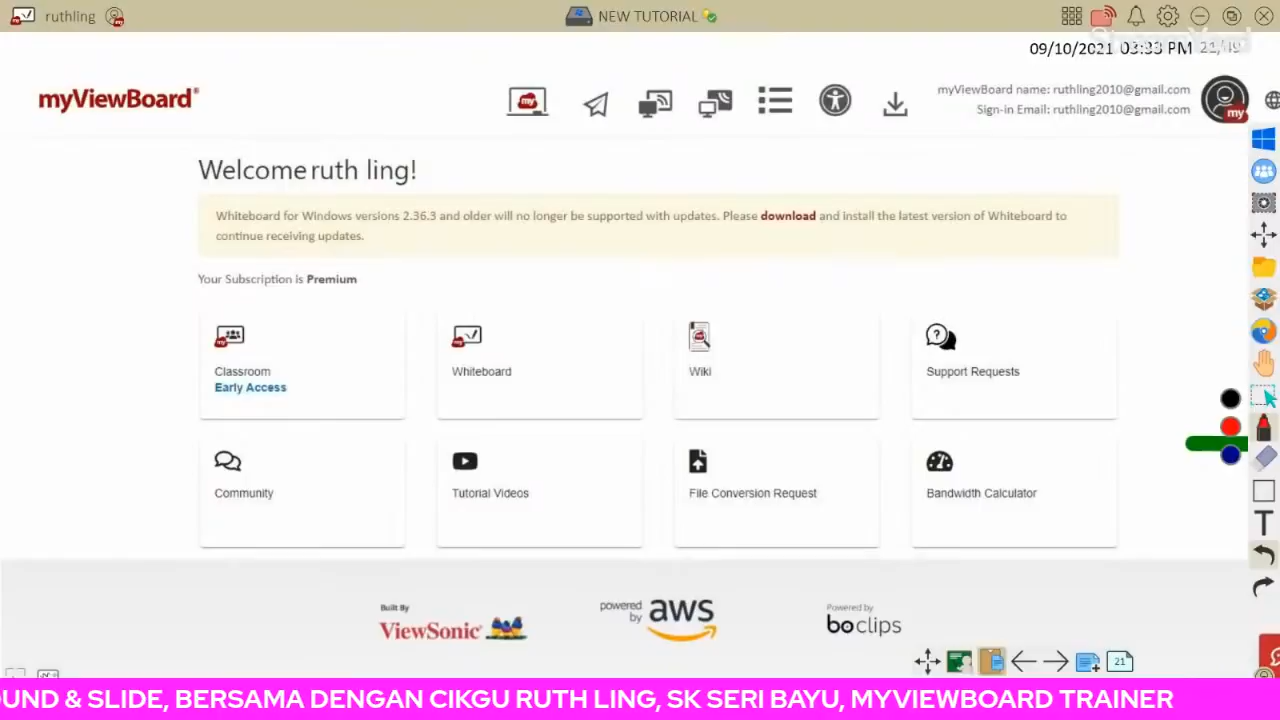 ruthling
NEW TUTORIAL
09/10/2021 03:33 PM 21/49
myViewBoard®
myViewBoard name: ruthling2010@gmail.com
Sign-in Email: ruthling2010@gmail.com
my
Welcome ruth ling!
Whiteboard for Windows versions 2.36.3 and older will no longer be supported with updates. Please download and install the latest version of Whiteboard to
continue receiving updates.
Your Subscription is Premium
Classroom
Early Access
Whiteboard
Wiki
Support Requests
Community
Tutorial Videos
File Conversion Request
Bandwidth Calculator
Built By
ViewSonic®
powered by
aws
Powered by
boclips
T
21
OUND & SLIDE, BERSAMA DENGAN CIKGU RUTH LING, SK SERI BAYU, MYVIEWBOARD TRAINER